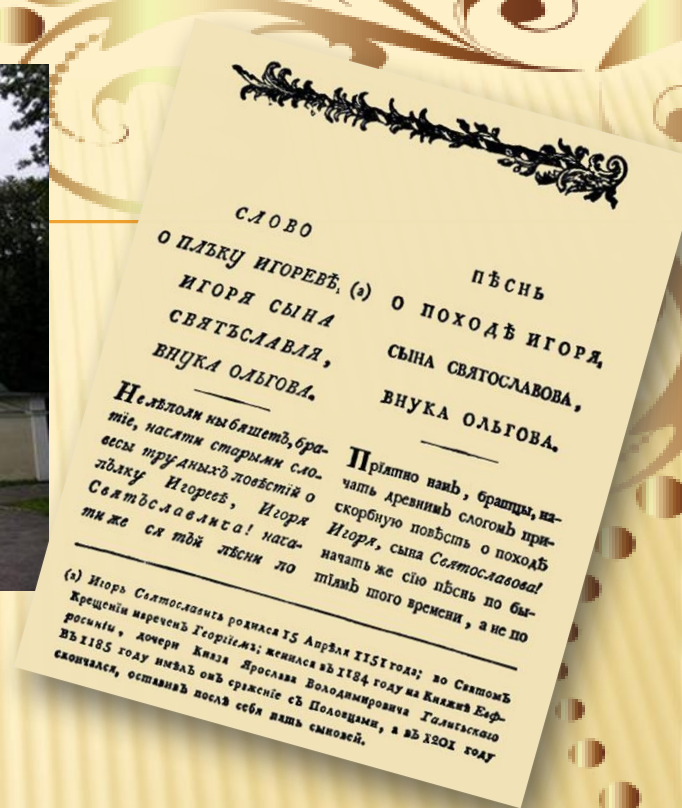 СЛОВО
О ПЛЪКУ ИГОРЕВѢ, (а)
ИГОРЯ СЫНА
СВЯТЪСЛАВЛЯ,
ВНУКА ОЛЬГОВА.
Не лѣполи ны бяшетъ, бра-
тіе, начяти старыми сло-
весы трудныхъ повѣстій о
пълку Игоревѣ, Игоря
Святъславлича! нача-
ти же ся тъй пѣсни по
ПѢСНЬ
О ПОХОДѢ ИГОРЯ,
СЫНА СВЯТОСЛАВОВА,
ВНУКА ОЛЬГОВА.
Пріятно намъ, братцы, на-
чать древнимъ слогомъ при-
скорбную повѣсть о походѣ
Игоря, сына Святославова!
начать же сію пѣснь по бы-
тіямъ того времени, а не по
(а) Игорь Святославичь родился 15 Апрѣля 1151 года; во Святомъ
Крещеніи нареченъ Георгіемъ; женился въ 1184 году на Княжнѣ Евф-
росиніи, дочери Князя Ярослава Володимировича Галичьскаго
Въ 1185 году имѣлъ онъ сраженіе съ Половцами, а въ 1201 году
скончался, оставивъ послѣ себя пять сыновей.